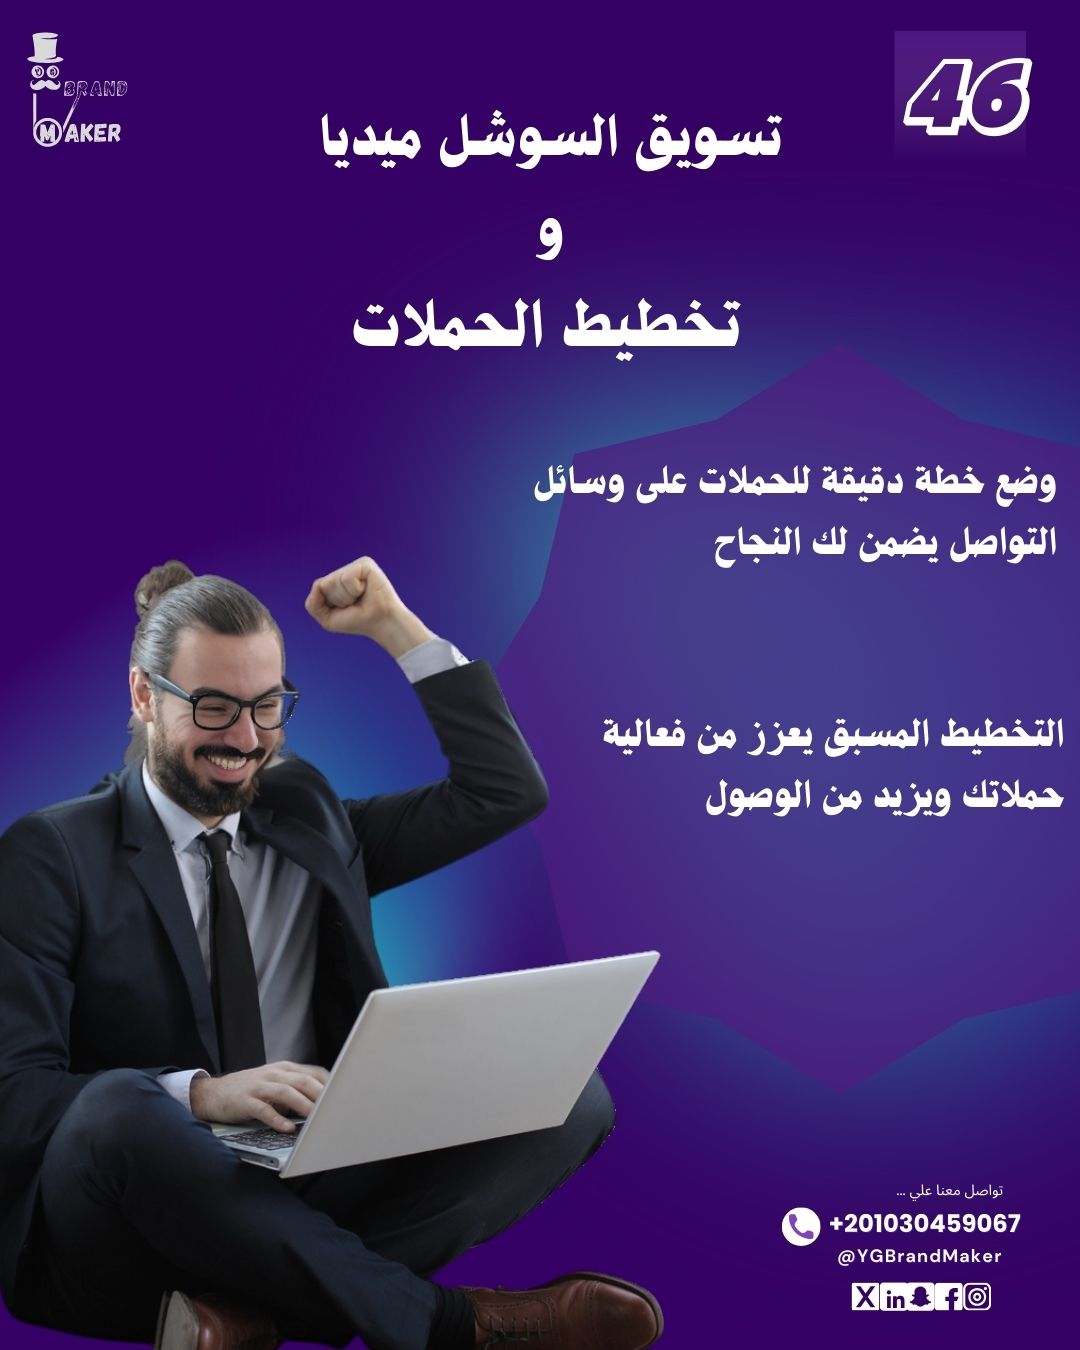 BRAND
MAKER
46
تسويق السوشل ميديا
و
تخطيط الحملات
وضع خطة دقيقة للحملات على وسائل
التواصل يضمن لك النجاح
التخطيط المسبق يعزز من فعالية
حملاتك ويزيد من الوصول
تواصل معنا علي ...
+201030459067
@YGBrandMaker